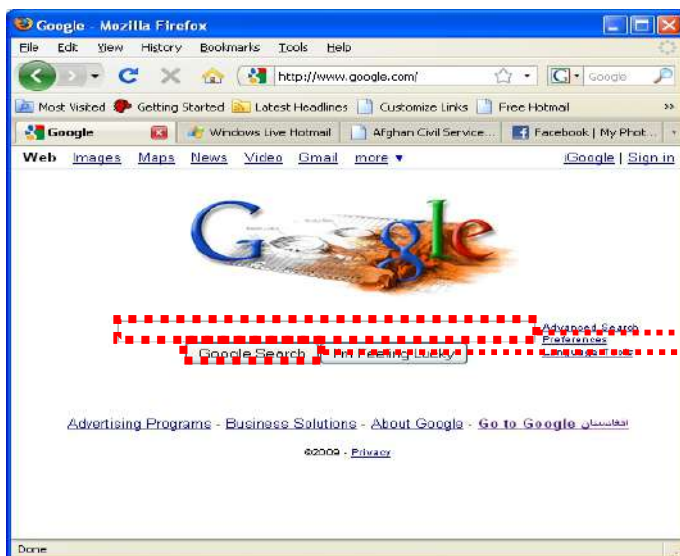 Google - Mozilla Firefox
File Edit View History Bookmarks Tools Help
http://www.google.com/ Google
Most Visited Getting Started Latest Headlines Customize Links Free Hotmail »
Google Windows Live Hotmail Afghan Civil Service... Facebook | My Phot...
Web Images Maps News Video Gmail more ▼ iGoogle | Sign in
Google
Advanced Search
Preferences
Language Tools
Google Search I'm Feeling Lucky
Advertising Programs - Business Solutions - About Google - Go to Google افغانستان
©2009 - Privacy
Done